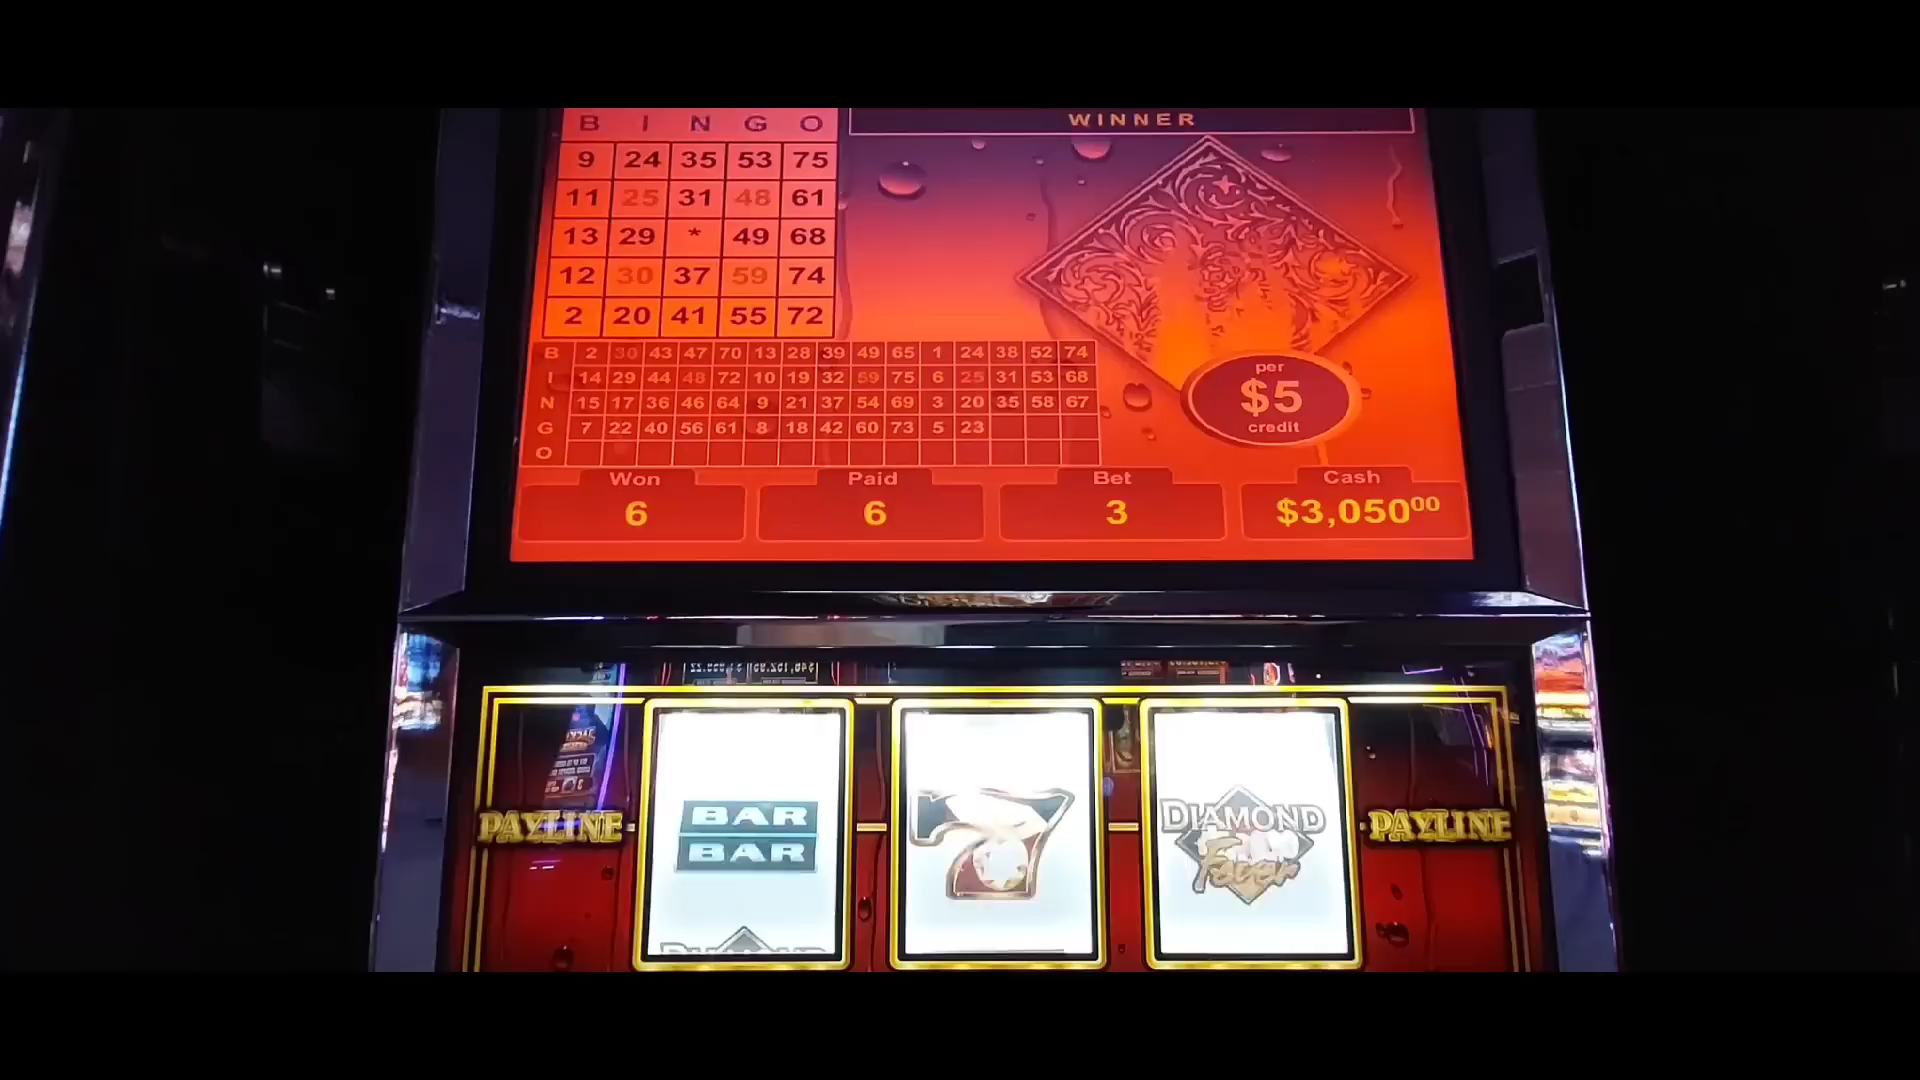 B I N G O
WINNER
9 24 35 53 75
11 25 31 48 61
13 29 * 49 68
12 30 37 59 74
2 20 41 55 72
B 2 30 43 47 70 13 28 39 49 65 1 24 38 52 74
I 14 29 44 48 72 10 19 32 59 75 6 25 31 53 68
N 15 17 36 46 64 9 21 37 54 69 3 20 35 58 67
G 7 22 40 56 61 8 18 42 60 73 5 23
O
per
$5
credit
Won Paid Bet Cash
6 6 3 $3,05000
PAYLINE
BAR
BAR
7
DIAMOND
Fever
PAYLINE